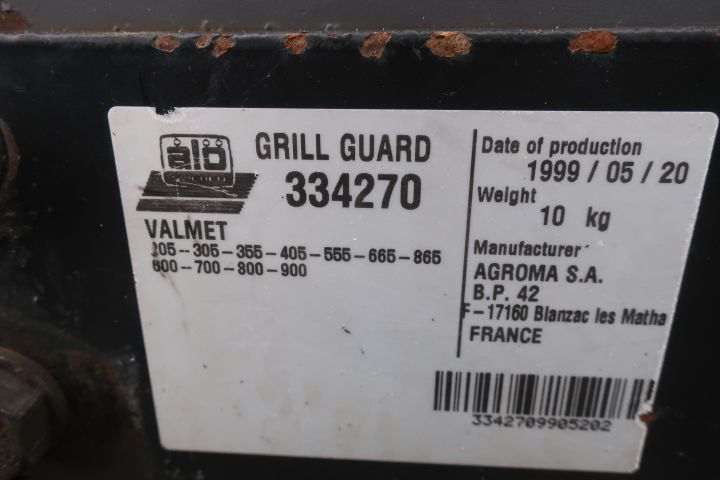 alo
GRILL GUARD
334270
VALMET
205-305-355-405-555-665-865
600-700-800-900
Date of production
1999 / 05 / 20
Weight
10 kg
Manufacturer
AGROMA S.A.
B.P. 42
F-17160 Blanzac les Matha
FRANCE
3342709905202